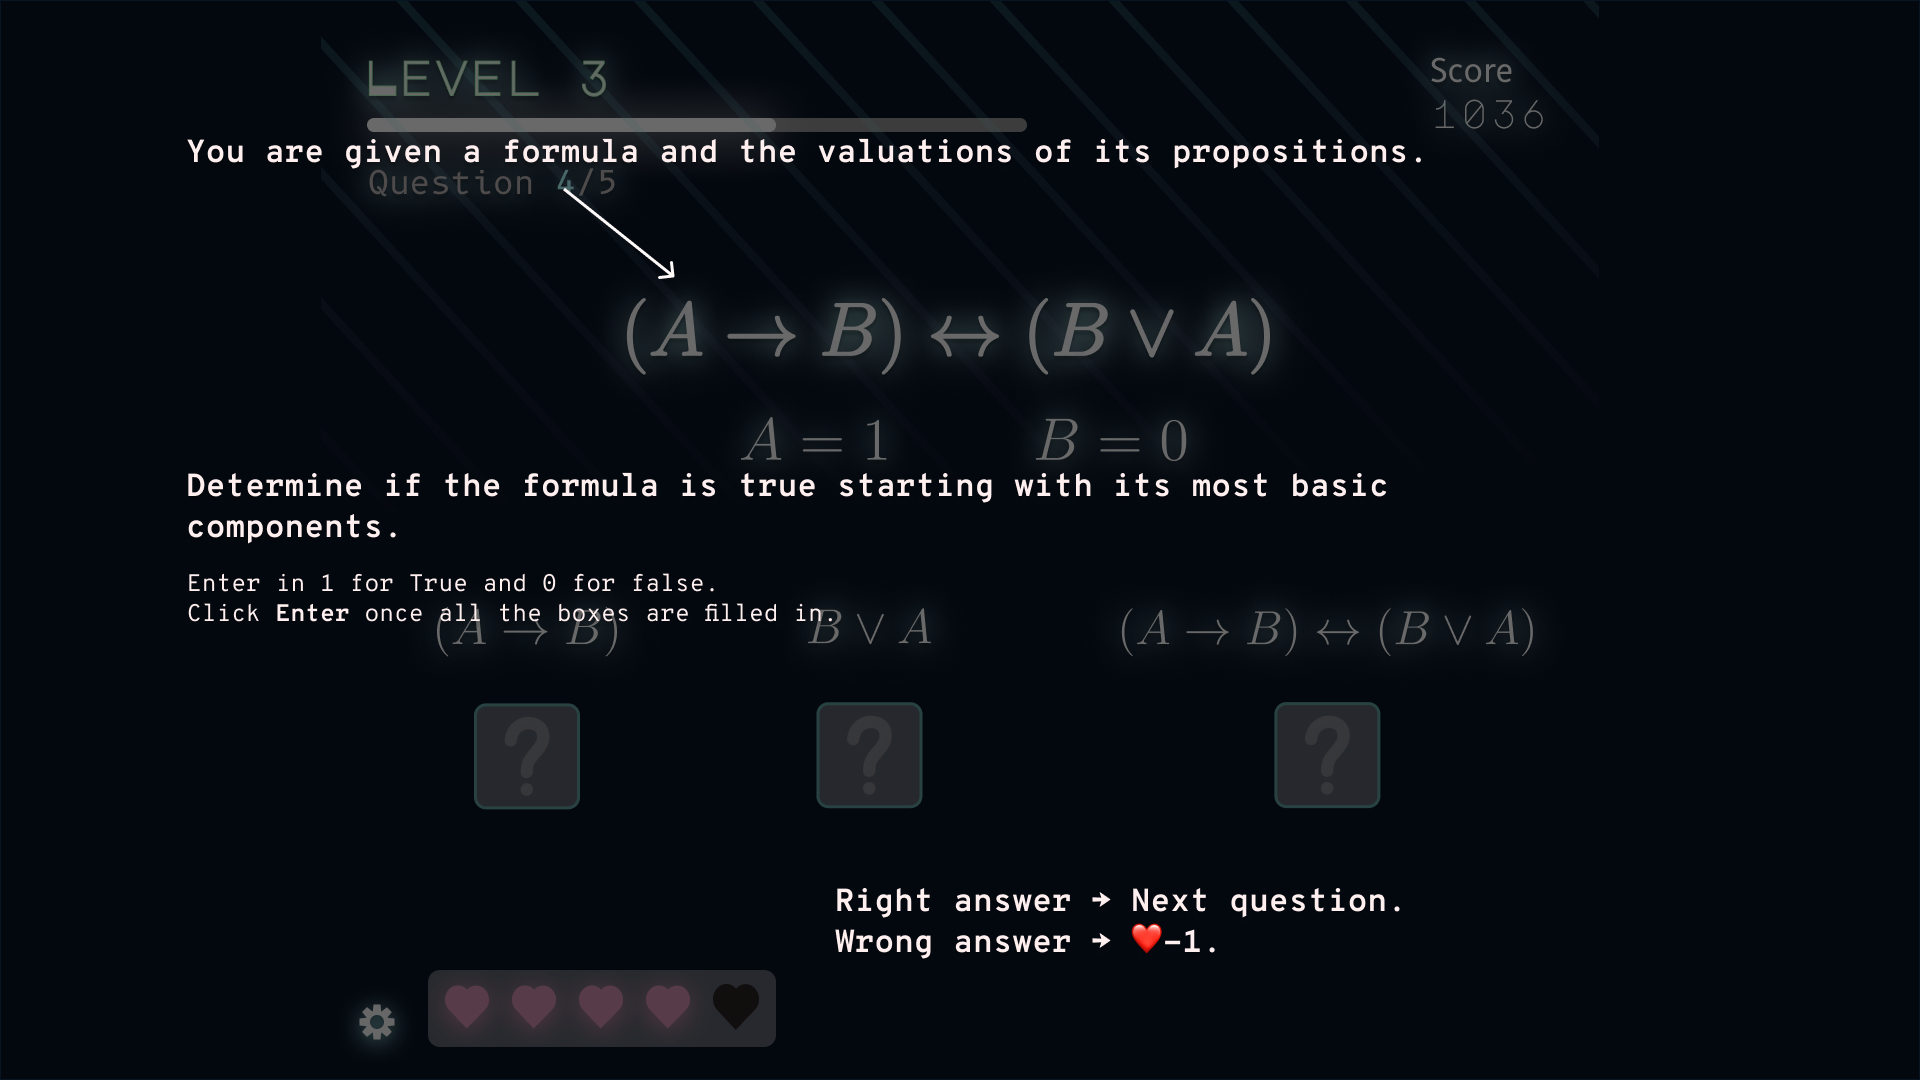 LEVEL 3
Score
1036
You are given a formula and the valuations of its propositions.
Question 4/5
(A → B) ↔ (B ∨ A)
A = 1 B = 0
Determine if the formula is true starting with its most basic
components.
Enter in 1 for True and 0 for false.
Click Enter once all the boxes are filled in.
(A → B) B ∨ A (A → B) ↔ (B ∨ A)
? ? ?
Right answer → Next question.
Wrong answer → ❤️-1.